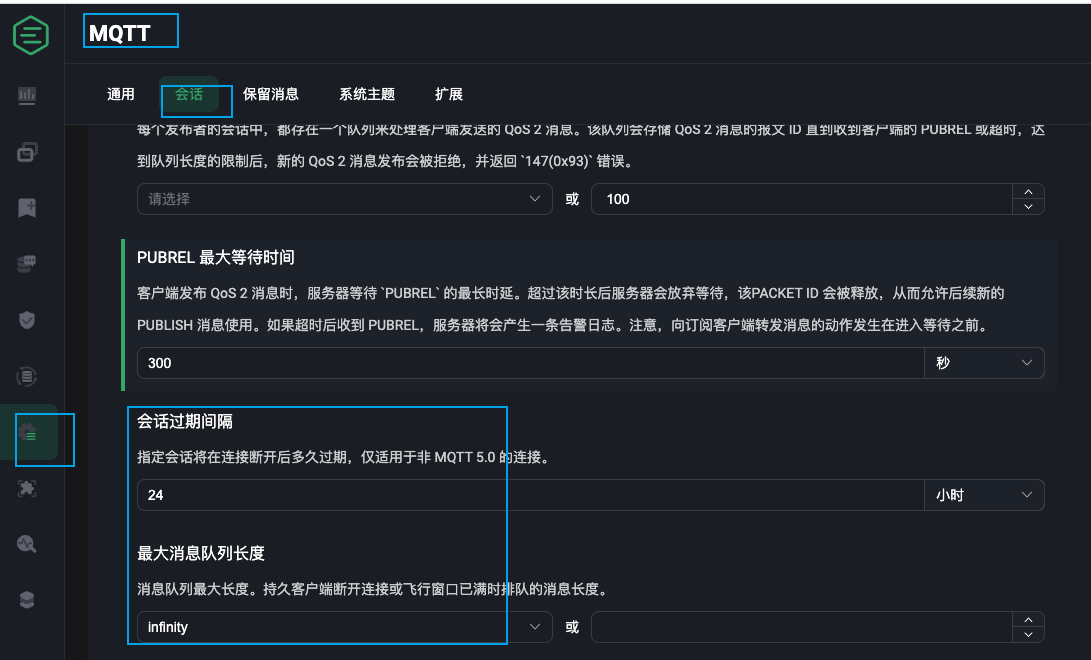 MQTT
通用 会话 保留消息 系统主题 扩展
每个发布者的会话中，都存在一个队列来处理客户端发送的 QoS 2 消息。该队列会存储 QoS 2 消息的报文 ID 直到收到客户端的 PUBREL 或超时，达
到队列长度的限制后，新的 QoS 2 消息发布会被拒绝，并返回 `147(0x93)` 错误。
请选择 或 100
PUBREL 最大等待时间
客户端发布 QoS 2 消息时，服务器等待 `PUBREL` 的最长时延。超过该时长后服务器会放弃等待，该PACKET ID 会被释放，从而允许后续新的
PUBLISH 消息使用。如果超时后收到 PUBREL，服务器将会产生一条告警日志。注意，向订阅客户端转发消息的动作发生在进入等待之前。
300 秒
会话过期间隔
指定会话将在连接断开后多久过期，仅适用于非 MQTT 5.0 的连接。
24 小时
最大消息队列长度
消息队列最大长度。持久客户端断开连接或飞行窗口已满时排队的消息长度。
infinity 或